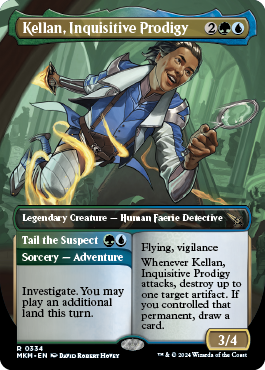 Kellan, Inquisitive Prodigy 2
Legendary Creature — Human Faerie Detective
Tail the Suspect
Sorcery — Adventure
Investigate. You may
play an additional
land this turn.
Flying, vigilance
Whenever Kellan,
Inquisitive Prodigy
attacks, destroy up to
one target artifact. If
you controlled that
permanent, draw a
card.
3/4
R 0334
MKM • EN DAVID ROBERT HOVEY
™ & © 2024 Wizards of the Coast